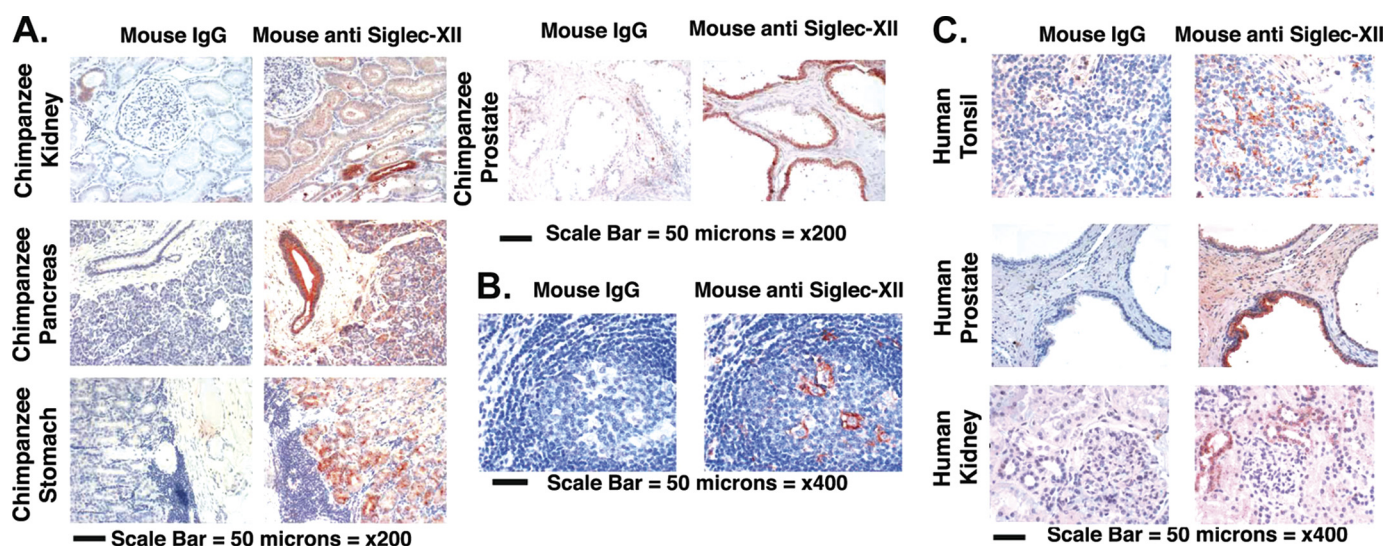 A.
Mouse IgG
Mouse anti Siglec-XII
Chimpanzee
Kidney
Chimpanzee
Pancreas
Chimpanzee
Stomach
Scale Bar = 50 microns = x200
Mouse IgG
Mouse anti Siglec-XII
Chimpanzee
Prostate
Scale Bar = 50 microns = x200
B.
Mouse IgG
Mouse anti Siglec-XII
Scale Bar = 50 microns = x400
C.
Mouse IgG
Mouse anti Siglec-XII
Human
Tonsil
Human
Prostate
Human
Kidney
Scale Bar = 50 microns = x400